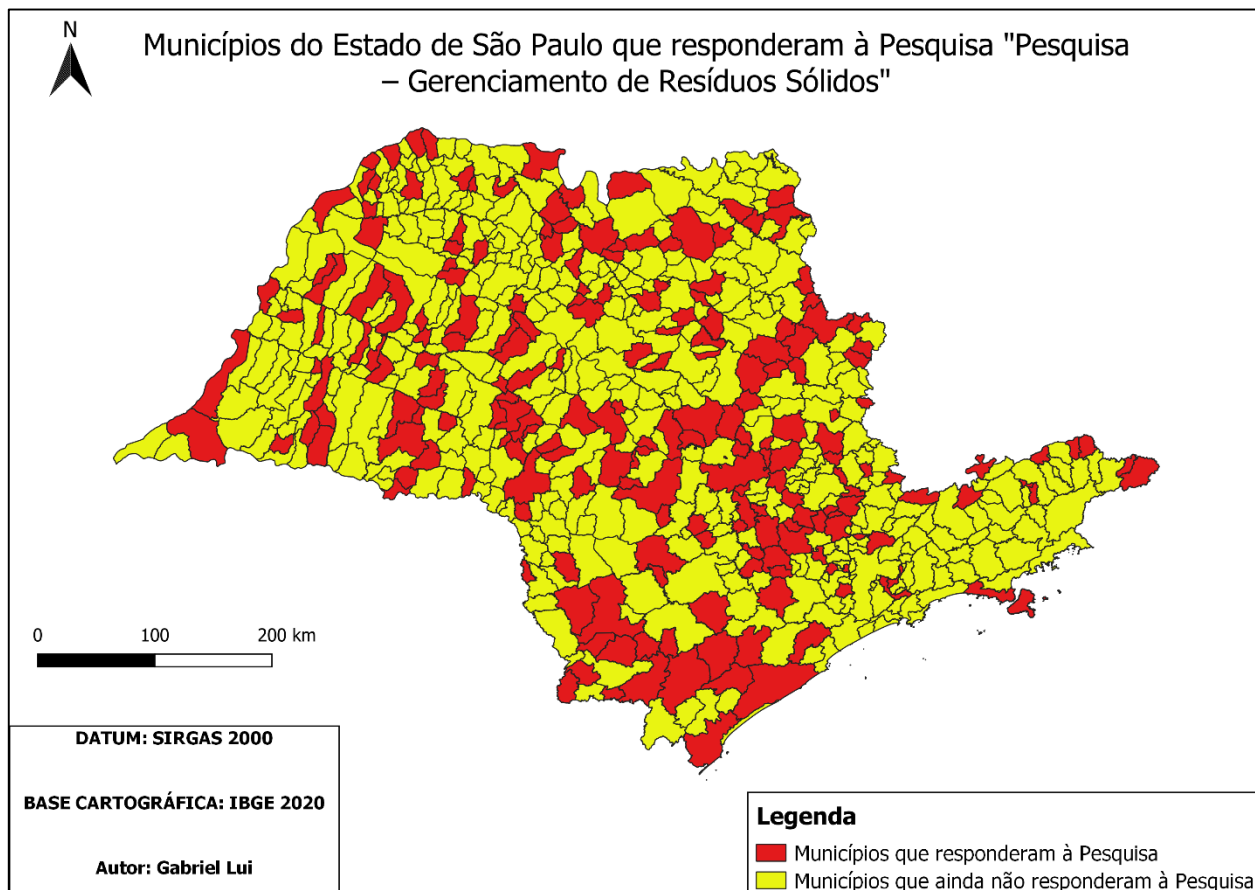 N
Municípios do Estado de São Paulo que responderam à Pesquisa "Pesquisa
– Gerenciamento de Resíduos Sólidos"
0 100 200 km
DATUM: SIRGAS 2000
BASE CARTOGRÁFICA: IBGE 2020
Autor: Gabriel Lui
Legenda
Municípios que responderam à Pesquisa
Municípios que ainda não responderam à Pesquisa